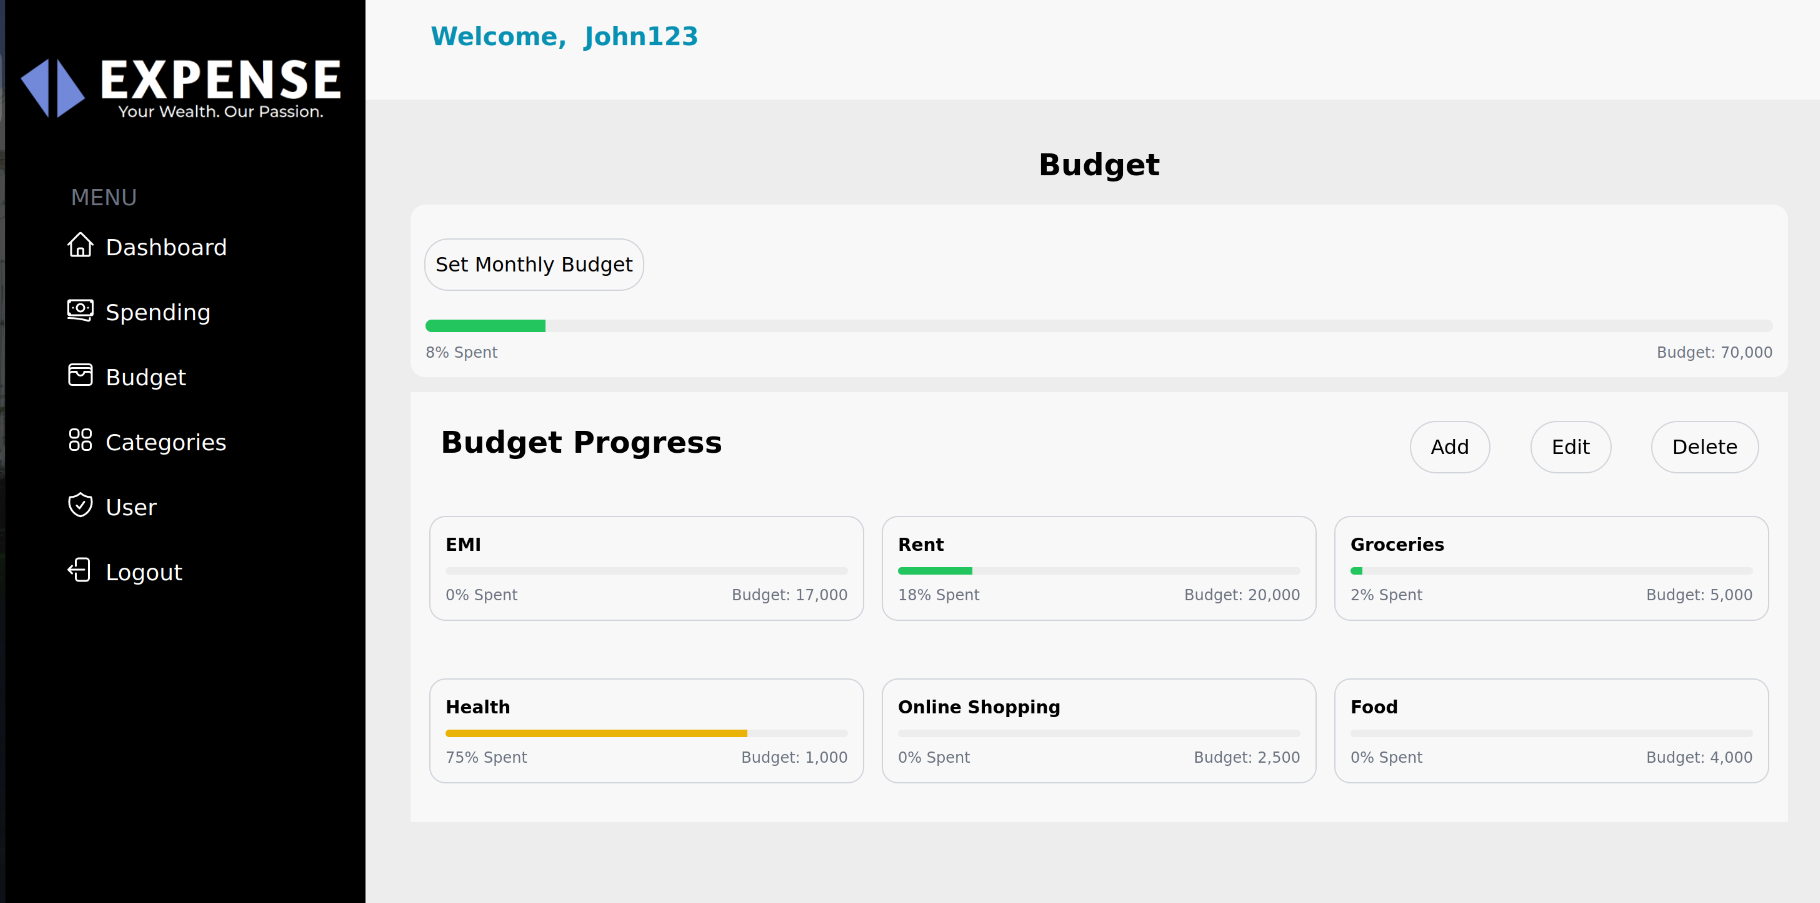 EXPENSE
Your Wealth. Our Passion.
MENU
Dashboard
Spending
Budget
Categories
User
Logout
Welcome, John123
Budget
Set Monthly Budget
8% Spent Budget: 70,000
Budget Progress
Add Edit Delete
EMI
0% Spent Budget: 17,000
Rent
18% Spent Budget: 20,000
Groceries
2% Spent Budget: 5,000
Health
75% Spent Budget: 1,000
Online Shopping
0% Spent Budget: 2,500
Food
0% Spent Budget: 4,000